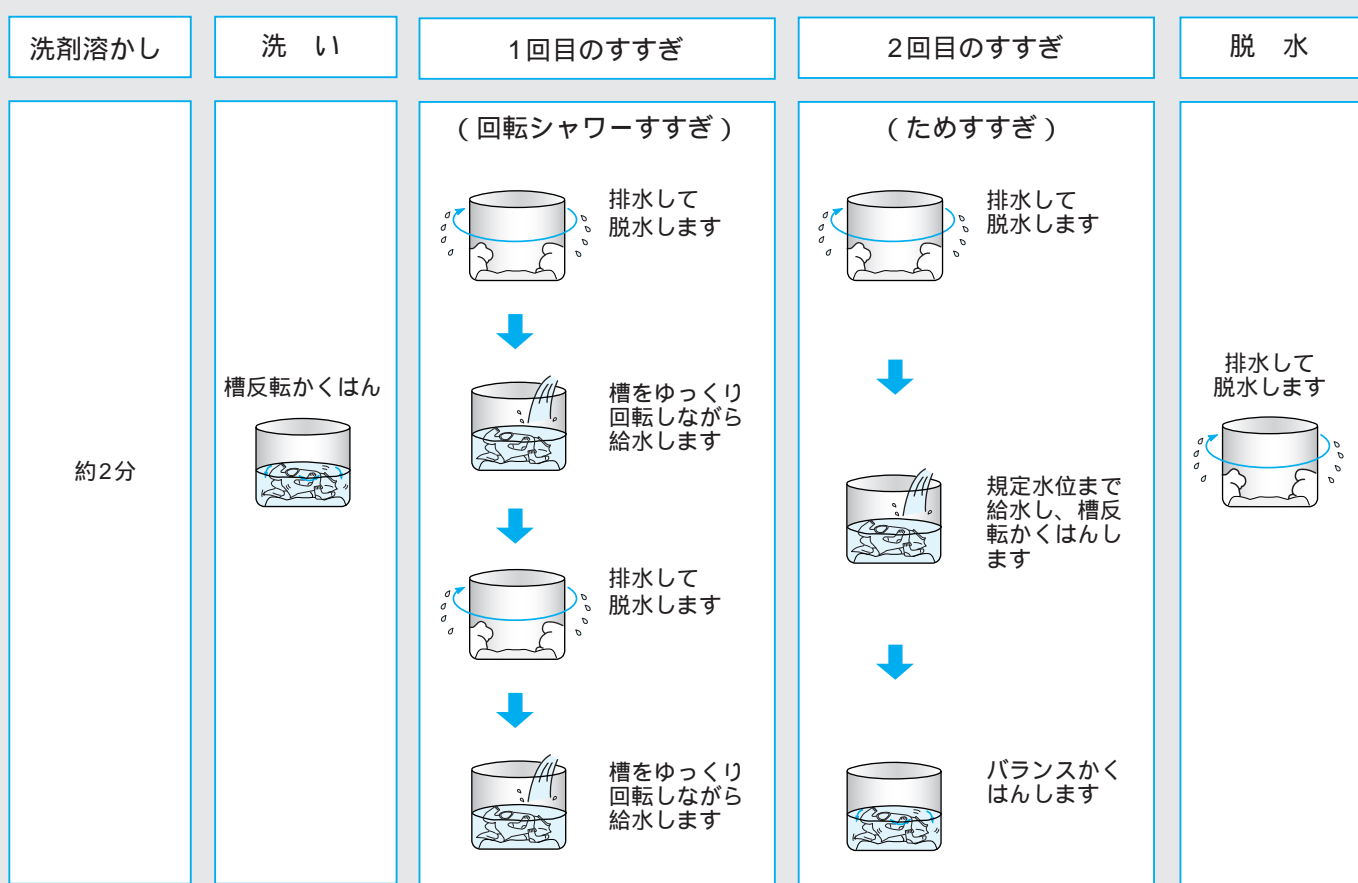 洗剤溶かし
洗 い
1回目のすすぎ
2回目のすすぎ
脱 水
約2分
槽反転かくはん
(回転シャワーすすぎ)
排水して
脱水します
槽をゆっくり
回転しながら
給水します
排水して
脱水します
槽をゆっくり
回転しながら
給水します
(ためすすぎ)
排水して
脱水します
規定水位まで
給水し、槽反
転かくはんし
ます
バランスかく
はんします
排水して
脱水します